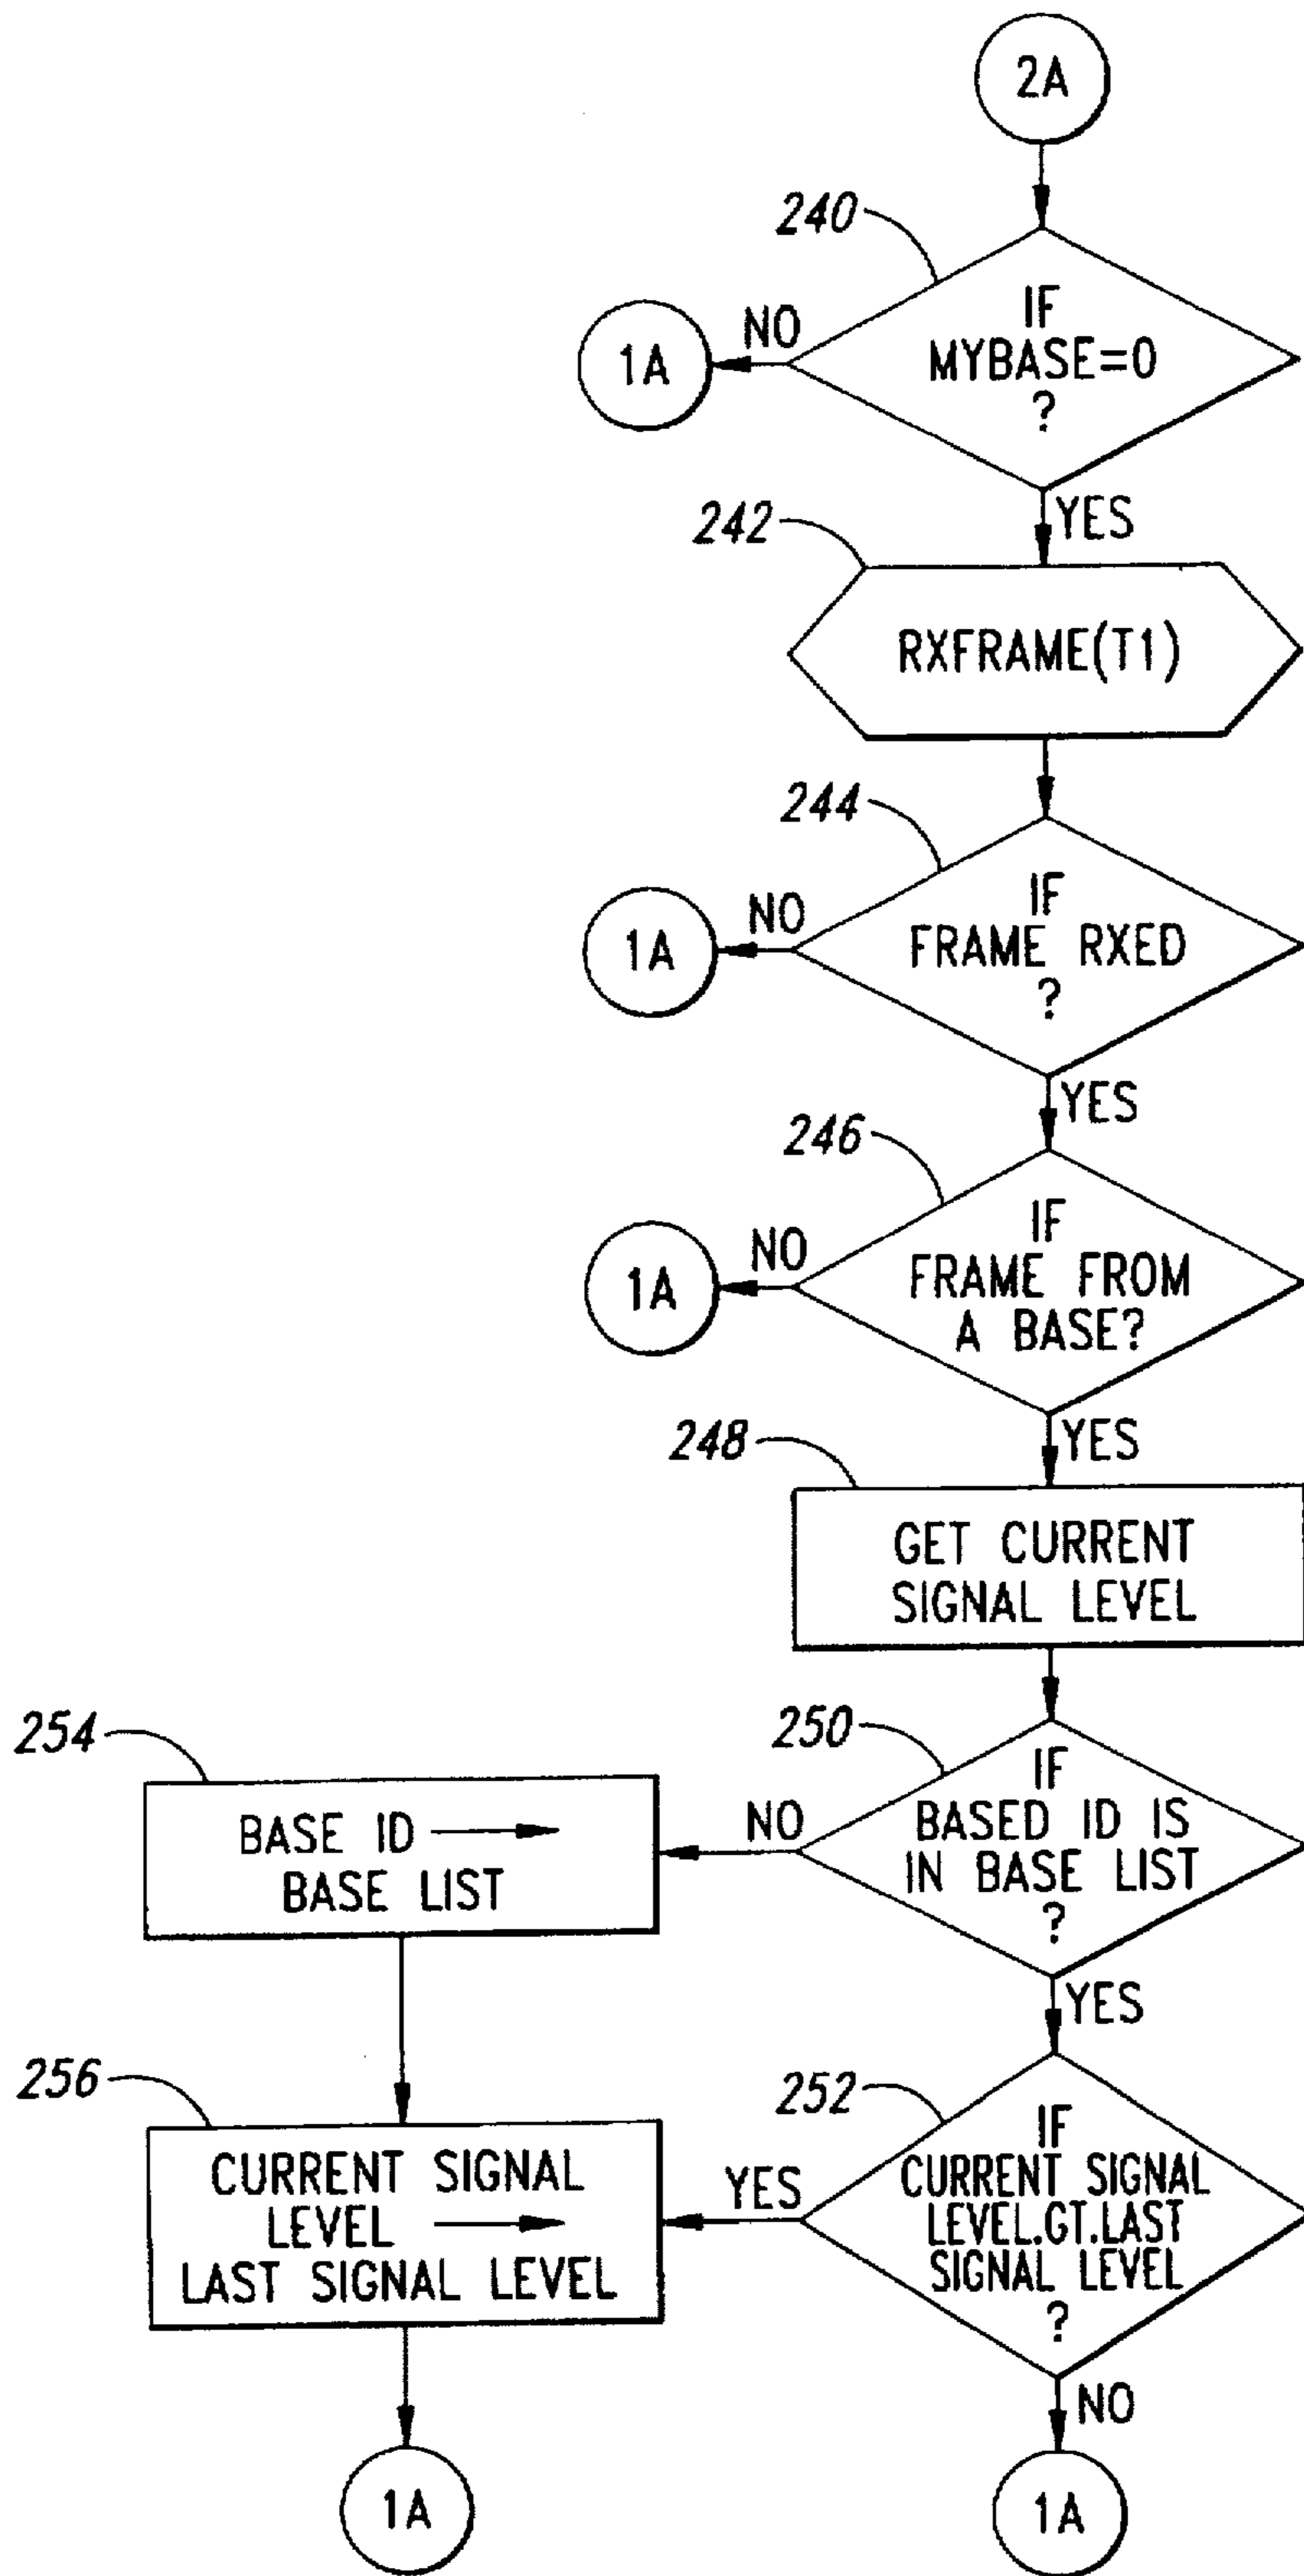 2A
240
IF
MYBASE=0
?
NO
1A
YES
242
RXFRAME(T1)
244
IF
FRAME RXED
?
NO
1A
YES
246
IF
FRAME FROM
A BASE?
NO
1A
YES
248
GET CURRENT
SIGNAL LEVEL
250
IF
BASED ID IS
IN BASE LIST
?
NO
254
BASE ID →
BASE LIST
YES
252
IF
CURRENT SIGNAL
LEVEL.GT.LAST
SIGNAL LEVEL
?
YES
256
CURRENT SIGNAL
LEVEL →
LAST SIGNAL LEVEL
NO
1A
1A